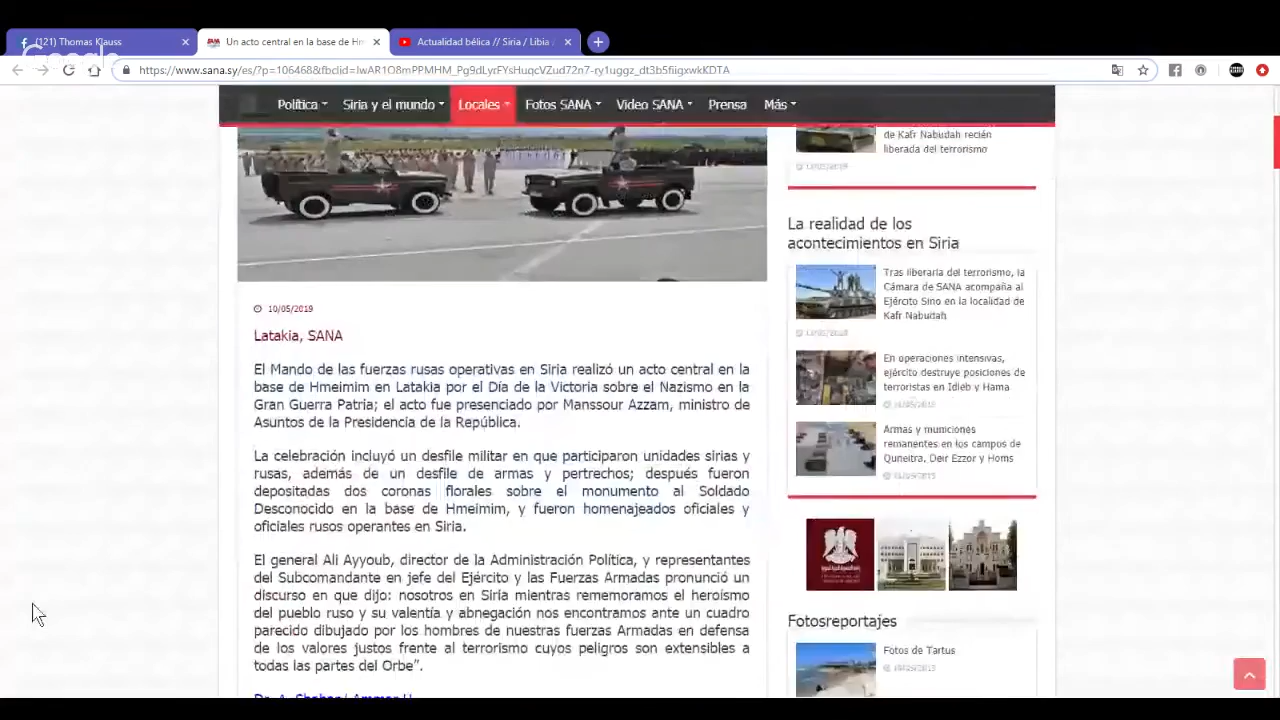 (121) Thomas Klauss
Un acto central en la base de Hm
Actualidad bélica // Siria / Libia /
Google
https://www.sana.sy/es/?p=106468&fbclid=IwAR1O8mPPMHM_Pg9dLyrFYsHuqcVZud72n7-ry1uggz_dt3b5fiigxwkKDTA
Política Siria y el mundo Locales Fotos SANA Video SANA Prensa Más
de Kafr Nabudah recién
liberada del terrorismo
10/05/2019
Latakia, SANA
El Mando de las fuerzas rusas operativas en Siria realizó un acto central en la
base de Hmeimim en Latakia por el Día de la Victoria sobre el Nazismo en la
Gran Guerra Patria; el acto fue presenciado por Manssour Azzam, ministro de
Asuntos de la Presidencia de la República.
La celebración incluyó un desfile militar en que participaron unidades sirias y
rusas, además de un desfile de armas y pertrechos; después fueron
depositadas dos coronas florales sobre el monumento al Soldado
Desconocido en la base de Hmeimim, y fueron homenajeados oficiales y
oficiales rusos operantes en Siria.
El general Ali Ayyoub, director de la Administración Política, y representantes
del Subcomandante en jefe del Ejército y las Fuerzas Armadas pronunció un
discurso en que dijo: nosotros en Siria mientras rememoramos el heroísmo
del pueblo ruso y su valentía y abnegación nos encontramos ante un cuadro
parecido dibujado por los hombres de nuestras fuerzas Armadas en defensa
de los valores justos frente al terrorismo cuyos peligros son extensibles a
todas las partes del Orbe".
La realidad de los
acontecimientos en Siria
Tras liberarla del terrorismo, la
Cámara de SANA acompaña al
Ejército Sirio en la localidad de
Kafr Nabudah
En operaciones intensivas,
ejército destruye posiciones de
terroristas en Idleb y Hama
Armas y municiones
remanentes en los campos de
Quneitra, Deir Ezzor y Homs
Fotosreportajes
Fotos de Tartus